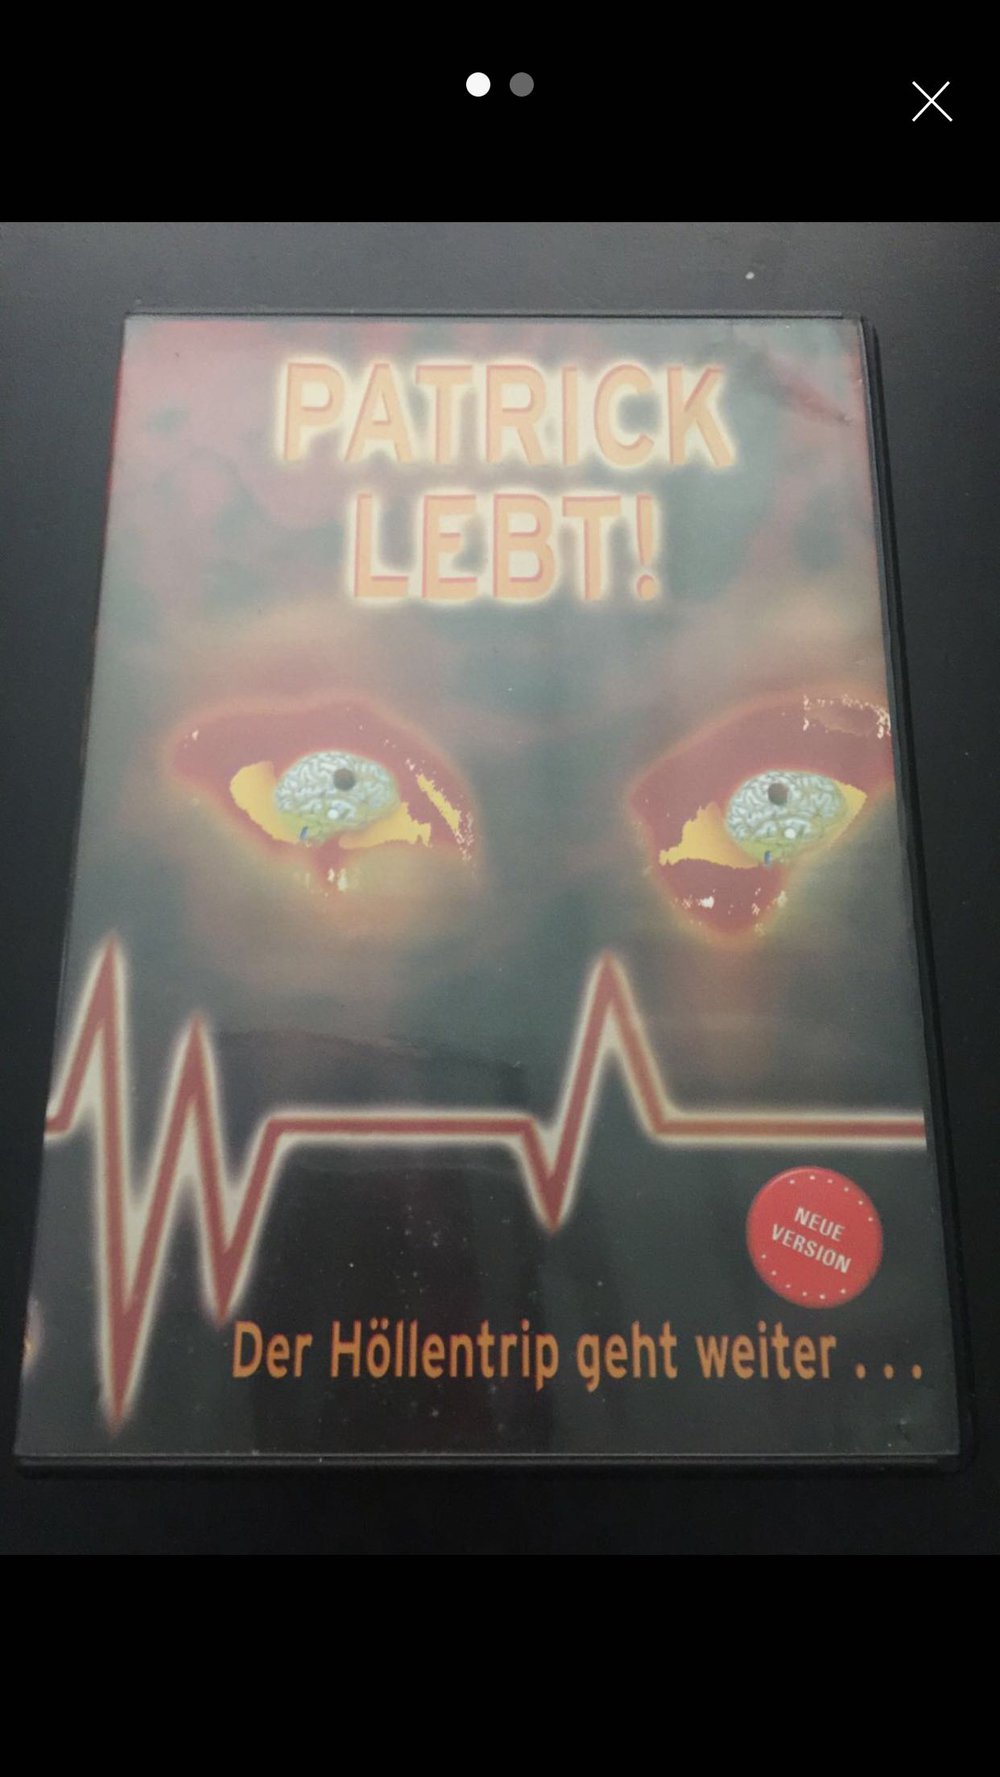 PATRICK
LEBT!
NEUE
VERSION
Der Höllentrip geht weiter . . .